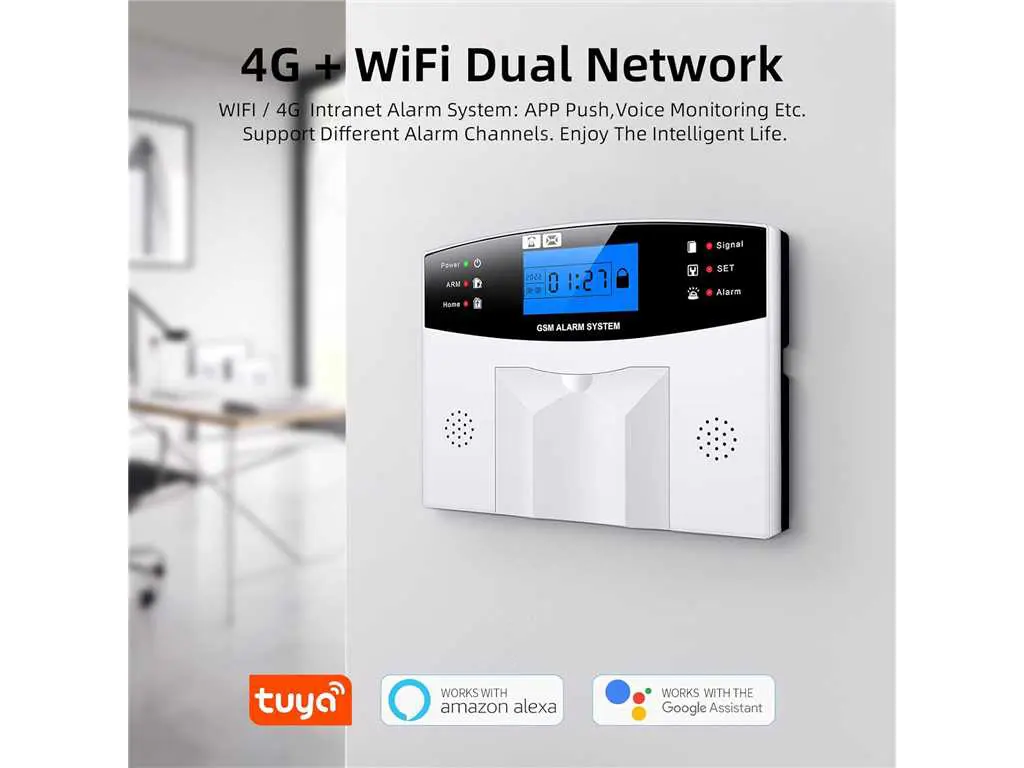 4G + WiFi Dual Network
WIFI / 4G Intranet Alarm System: APP Push,Voice Monitoring Etc.
Support Different Alarm Channels. Enjoy The Intelligent Life.
Power
ARM
Home
2022
01:27
Signal
SET
Alarm
GSM ALARM SYSTEM
tuya
WORKS WITH
amazon alexa
WORKS WITH THE
Google Assistant